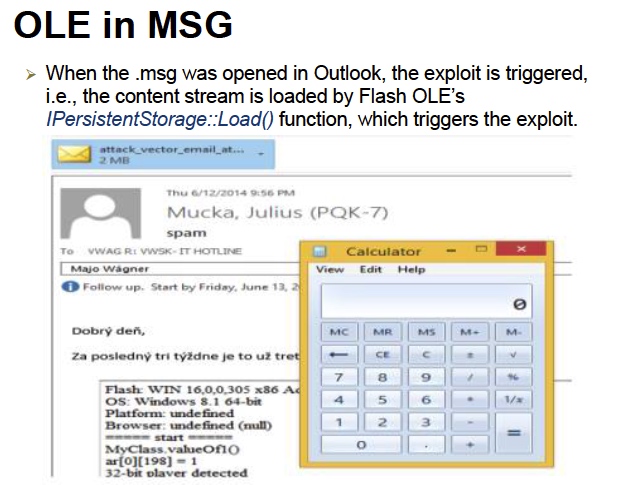 OLE in MSG
➢ When the .msg was opened in Outlook, the exploit is triggered,
i.e., the content stream is loaded by Flash OLE's
IPersistentStorage::Load() function, which triggers the exploit.
attack_vector_email_at...
2 MB
Thu 6/12/2014 9:56 PM
Mucka, Julius (PQK-7)
spam
To VWAG R: VWSK- IT HOTLINE
Majo Wágner
Follow up. Start by Friday, June 13, 2
Dobrý deň,
Za posledný tri týždne je to už tret
Flash: WIN 16,0,0,305 x86 Ac
OS: Windows 8.1 64-bit
Platform: undefined
Browser: undefined (null)
===== start =====
MyClass.valueOf1()
ar[0][198] = 1
32-bit player detected
Calculator
View Edit Help
0
MC MR MS M+ M-
← CE C ± √
7 8 9 / %
4 5 6 * 1/x
1 2 3 - =
0 . +